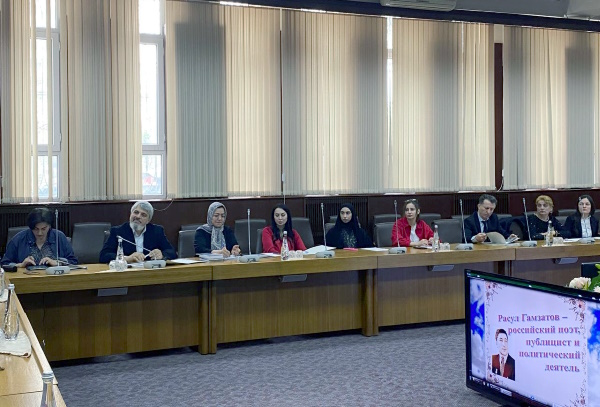 Расул Гамзатов –
российский поэт,
публицист и
политический
деятель